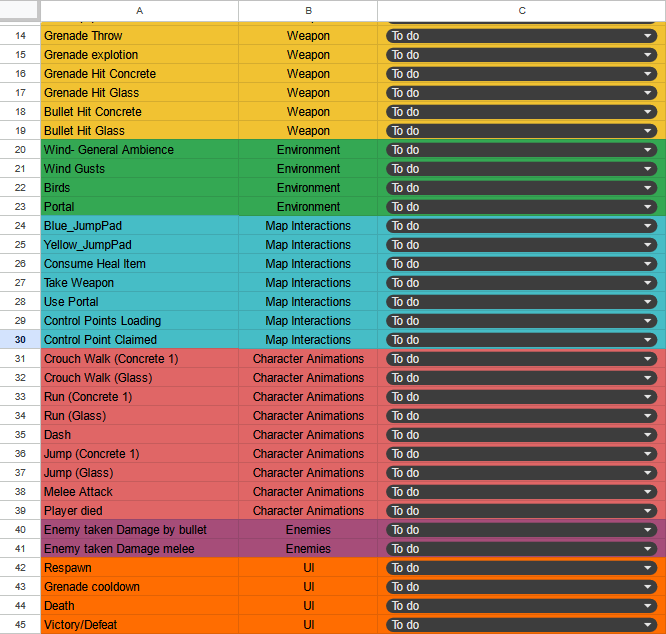 A B C
14 Grenade Throw Weapon To do
15 Grenade explotion Weapon To do
16 Grenade Hit Concrete Weapon To do
17 Grenade Hit Glass Weapon To do
18 Bullet Hit Concrete Weapon To do
19 Bullet Hit Glass Weapon To do
20 Wind- General Ambience Environment To do
21 Wind Gusts Environment To do
22 Birds Environment To do
23 Portal Environment To do
24 Blue_JumpPad Map Interactions To do
25 Yellow_JumpPad Map Interactions To do
26 Consume Heal Item Map Interactions To do
27 Take Weapon Map Interactions To do
28 Use Portal Map Interactions To do
29 Control Points Loading Map Interactions To do
30 Control Point Claimed Map Interactions To do
31 Crouch Walk (Concrete 1) Character Animations To do
32 Crouch Walk (Glass) Character Animations To do
33 Run (Concrete 1) Character Animations To do
34 Run (Glass) Character Animations To do
35 Dash Character Animations To do
36 Jump (Concrete 1) Character Animations To do
37 Jump (Glass) Character Animations To do
38 Melee Attack Character Animations To do
39 Player died Character Animations To do
40 Enemy taken Damage by bullet Enemies To do
41 Enemy taken Damage melee Enemies To do
42 Respawn UI To do
43 Grenade cooldown UI To do
44 Death UI To do
45 Victory/Defeat UI To do